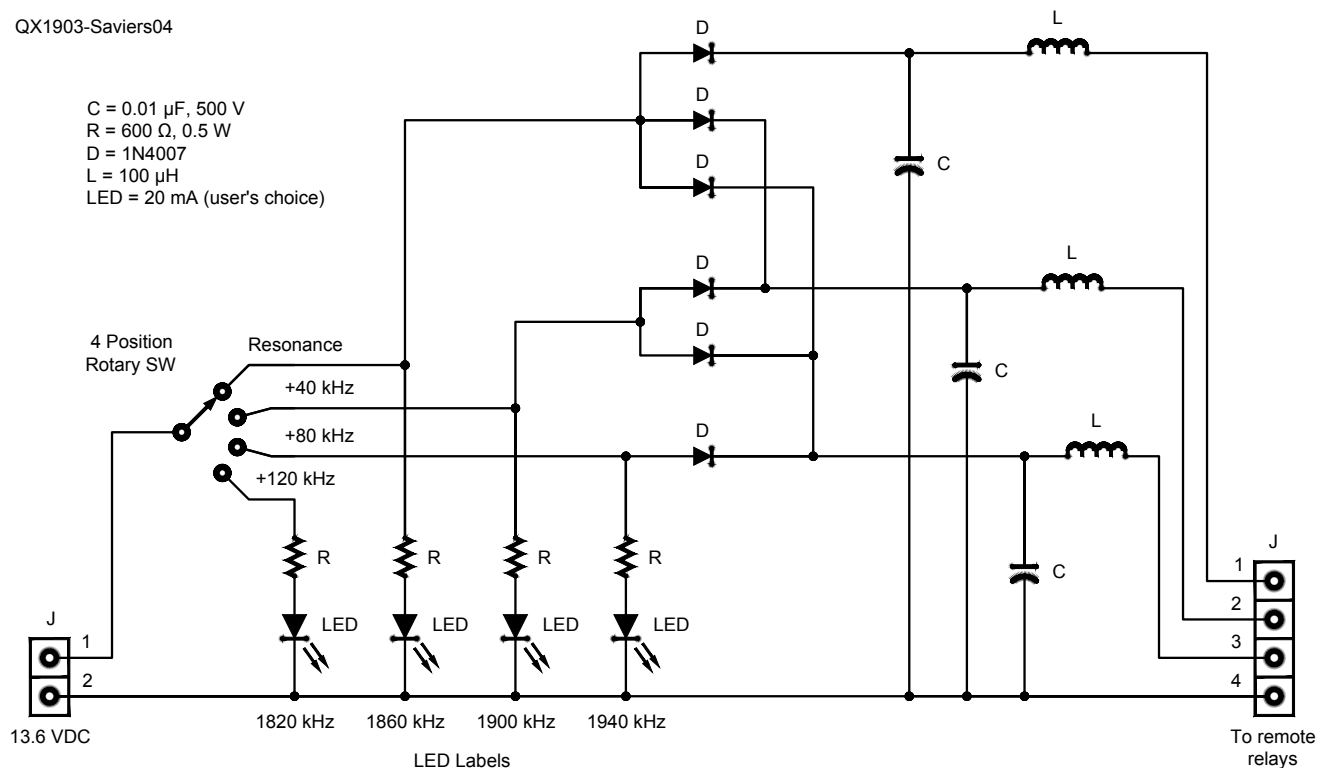 QX1903-Saviers04
C = 0.01 µF, 500 V
R = 600 Ω, 0.5 W
D = 1N4007
L = 100 µH
LED = 20 mA (user's choice)
D
L
D
D
C
D
L
D
C
4 Position
Rotary SW
Resonance
+40 kHz
+80 kHz
+120 kHz
D
L
R
R
R
R
C
J
1
2
3
4
LED
LED
LED
LED
J
1
2
13.6 VDC
1820 kHz
1860 kHz
1900 kHz
1940 kHz
LED Labels
To remote
relays